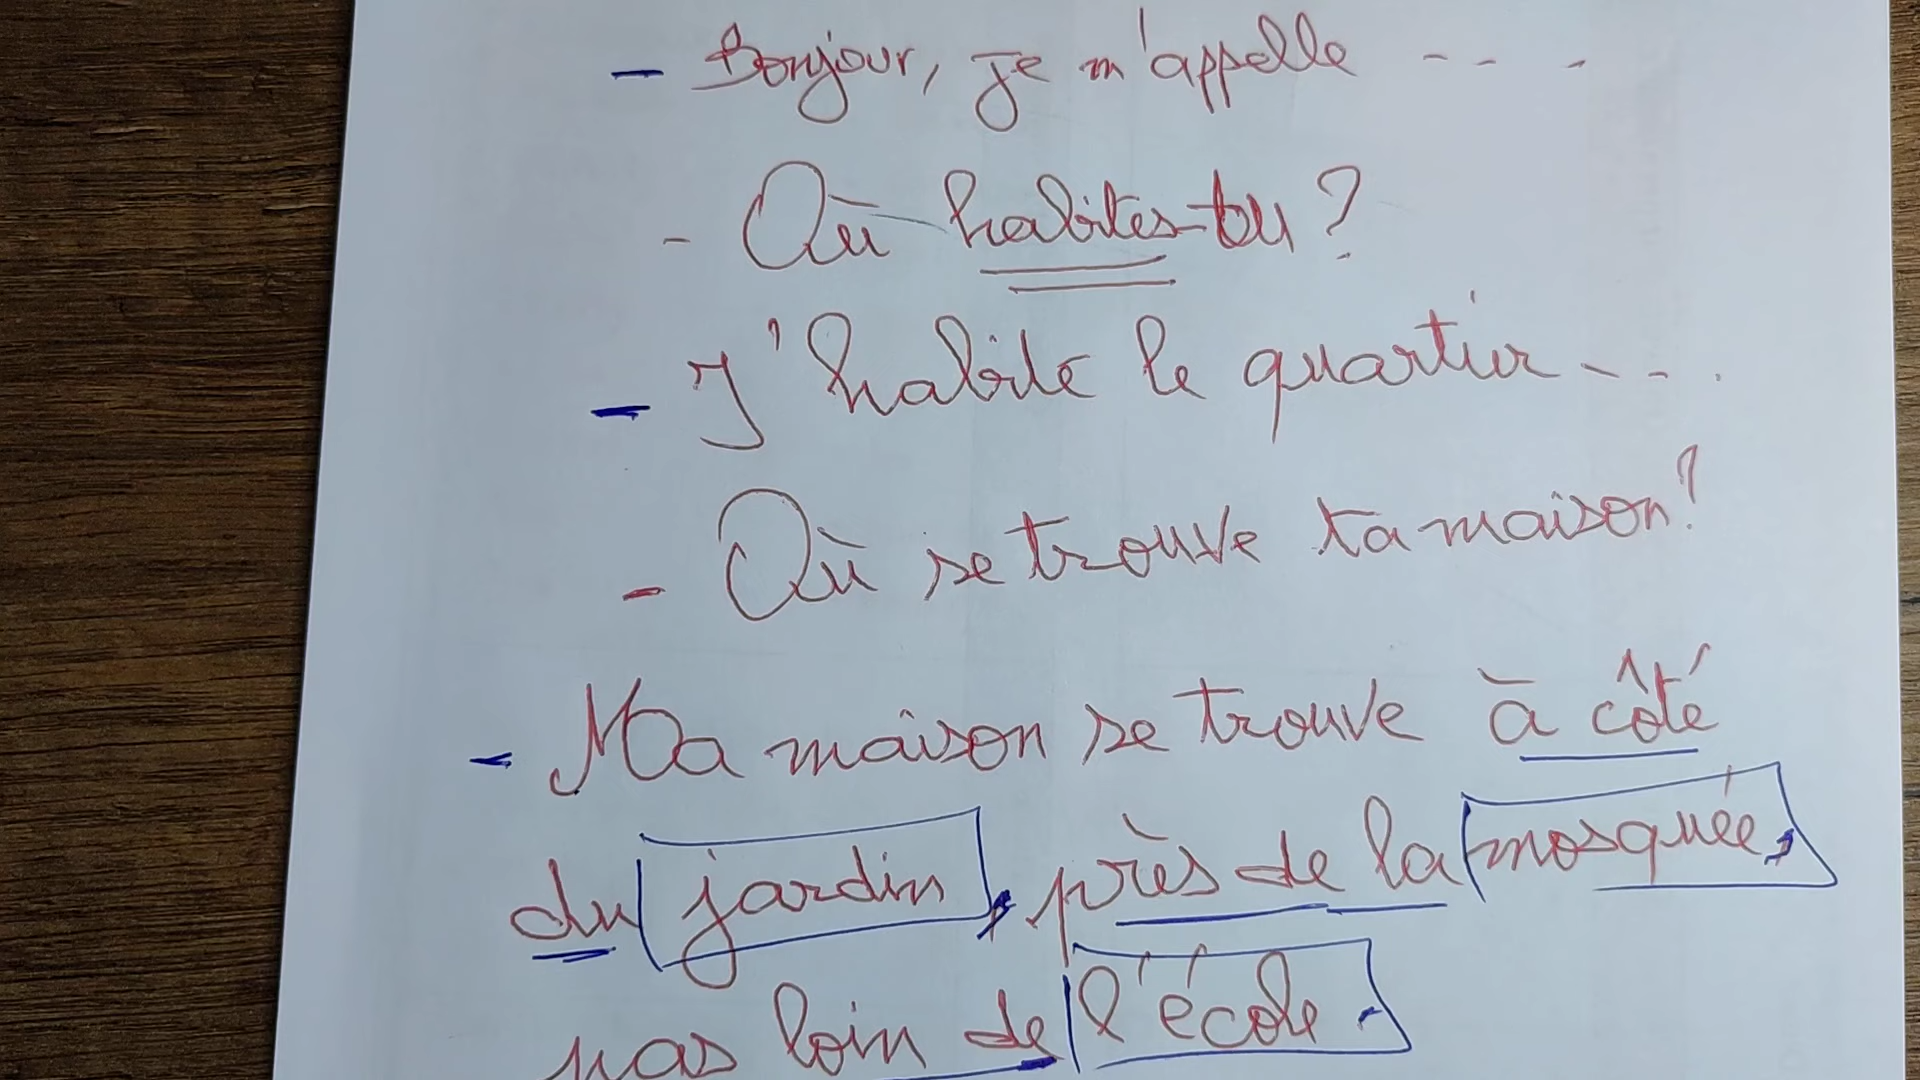 - Bonjour, je m'appelle - - -
- Où habites-tu ?
- J'habite le quartier - - .
- Où se trouve ta maison ?
- Ma maison se trouve à côté
du jardin, près de la mosquée,
pas loin de l'école.